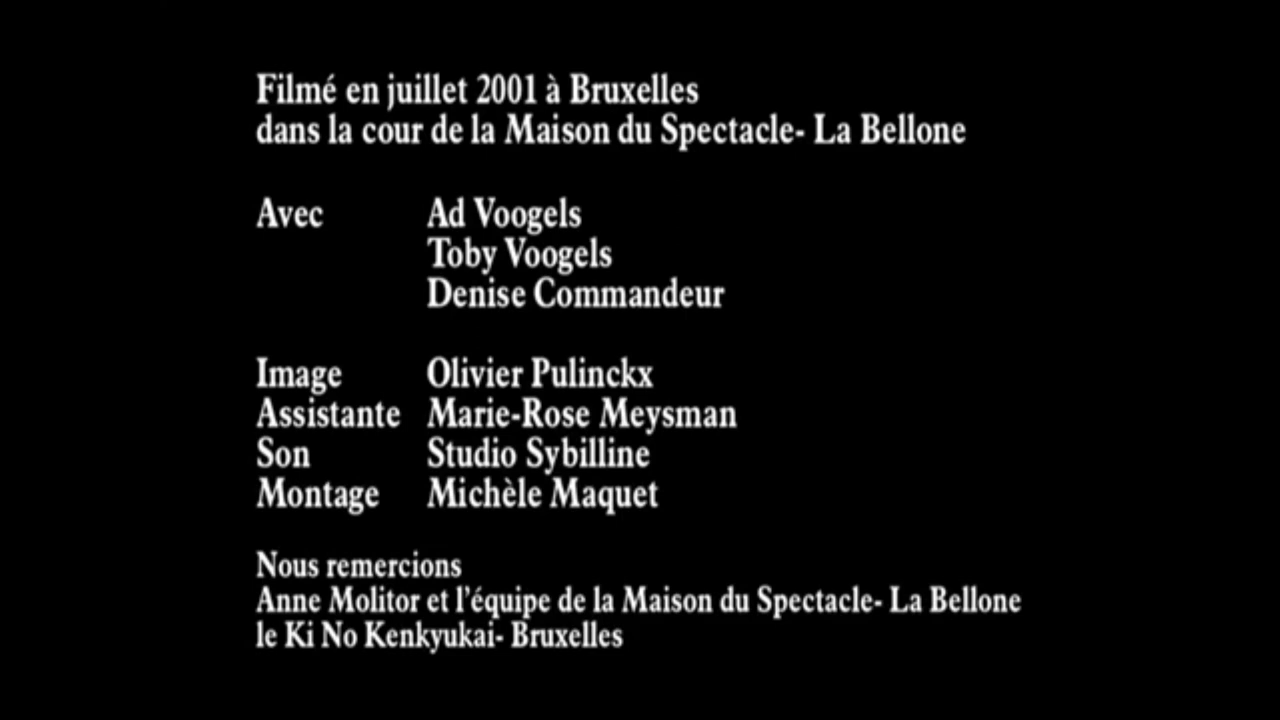 Filmé en juillet 2001 à Bruxelles
dans la cour de la Maison du Spectacle- La Bellone
Avec Ad Voogels
Toby Voogels
Denise Commandeur
Image Olivier Pulinckx
Assistante Marie-Rose Meysman
Son Studio Sybilline
Montage Michèle Maquet
Nous remercions
Anne Molitor et l'équipe de la Maison du Spectacle- La Bellone
le Ki No Kenkyukai- Bruxelles